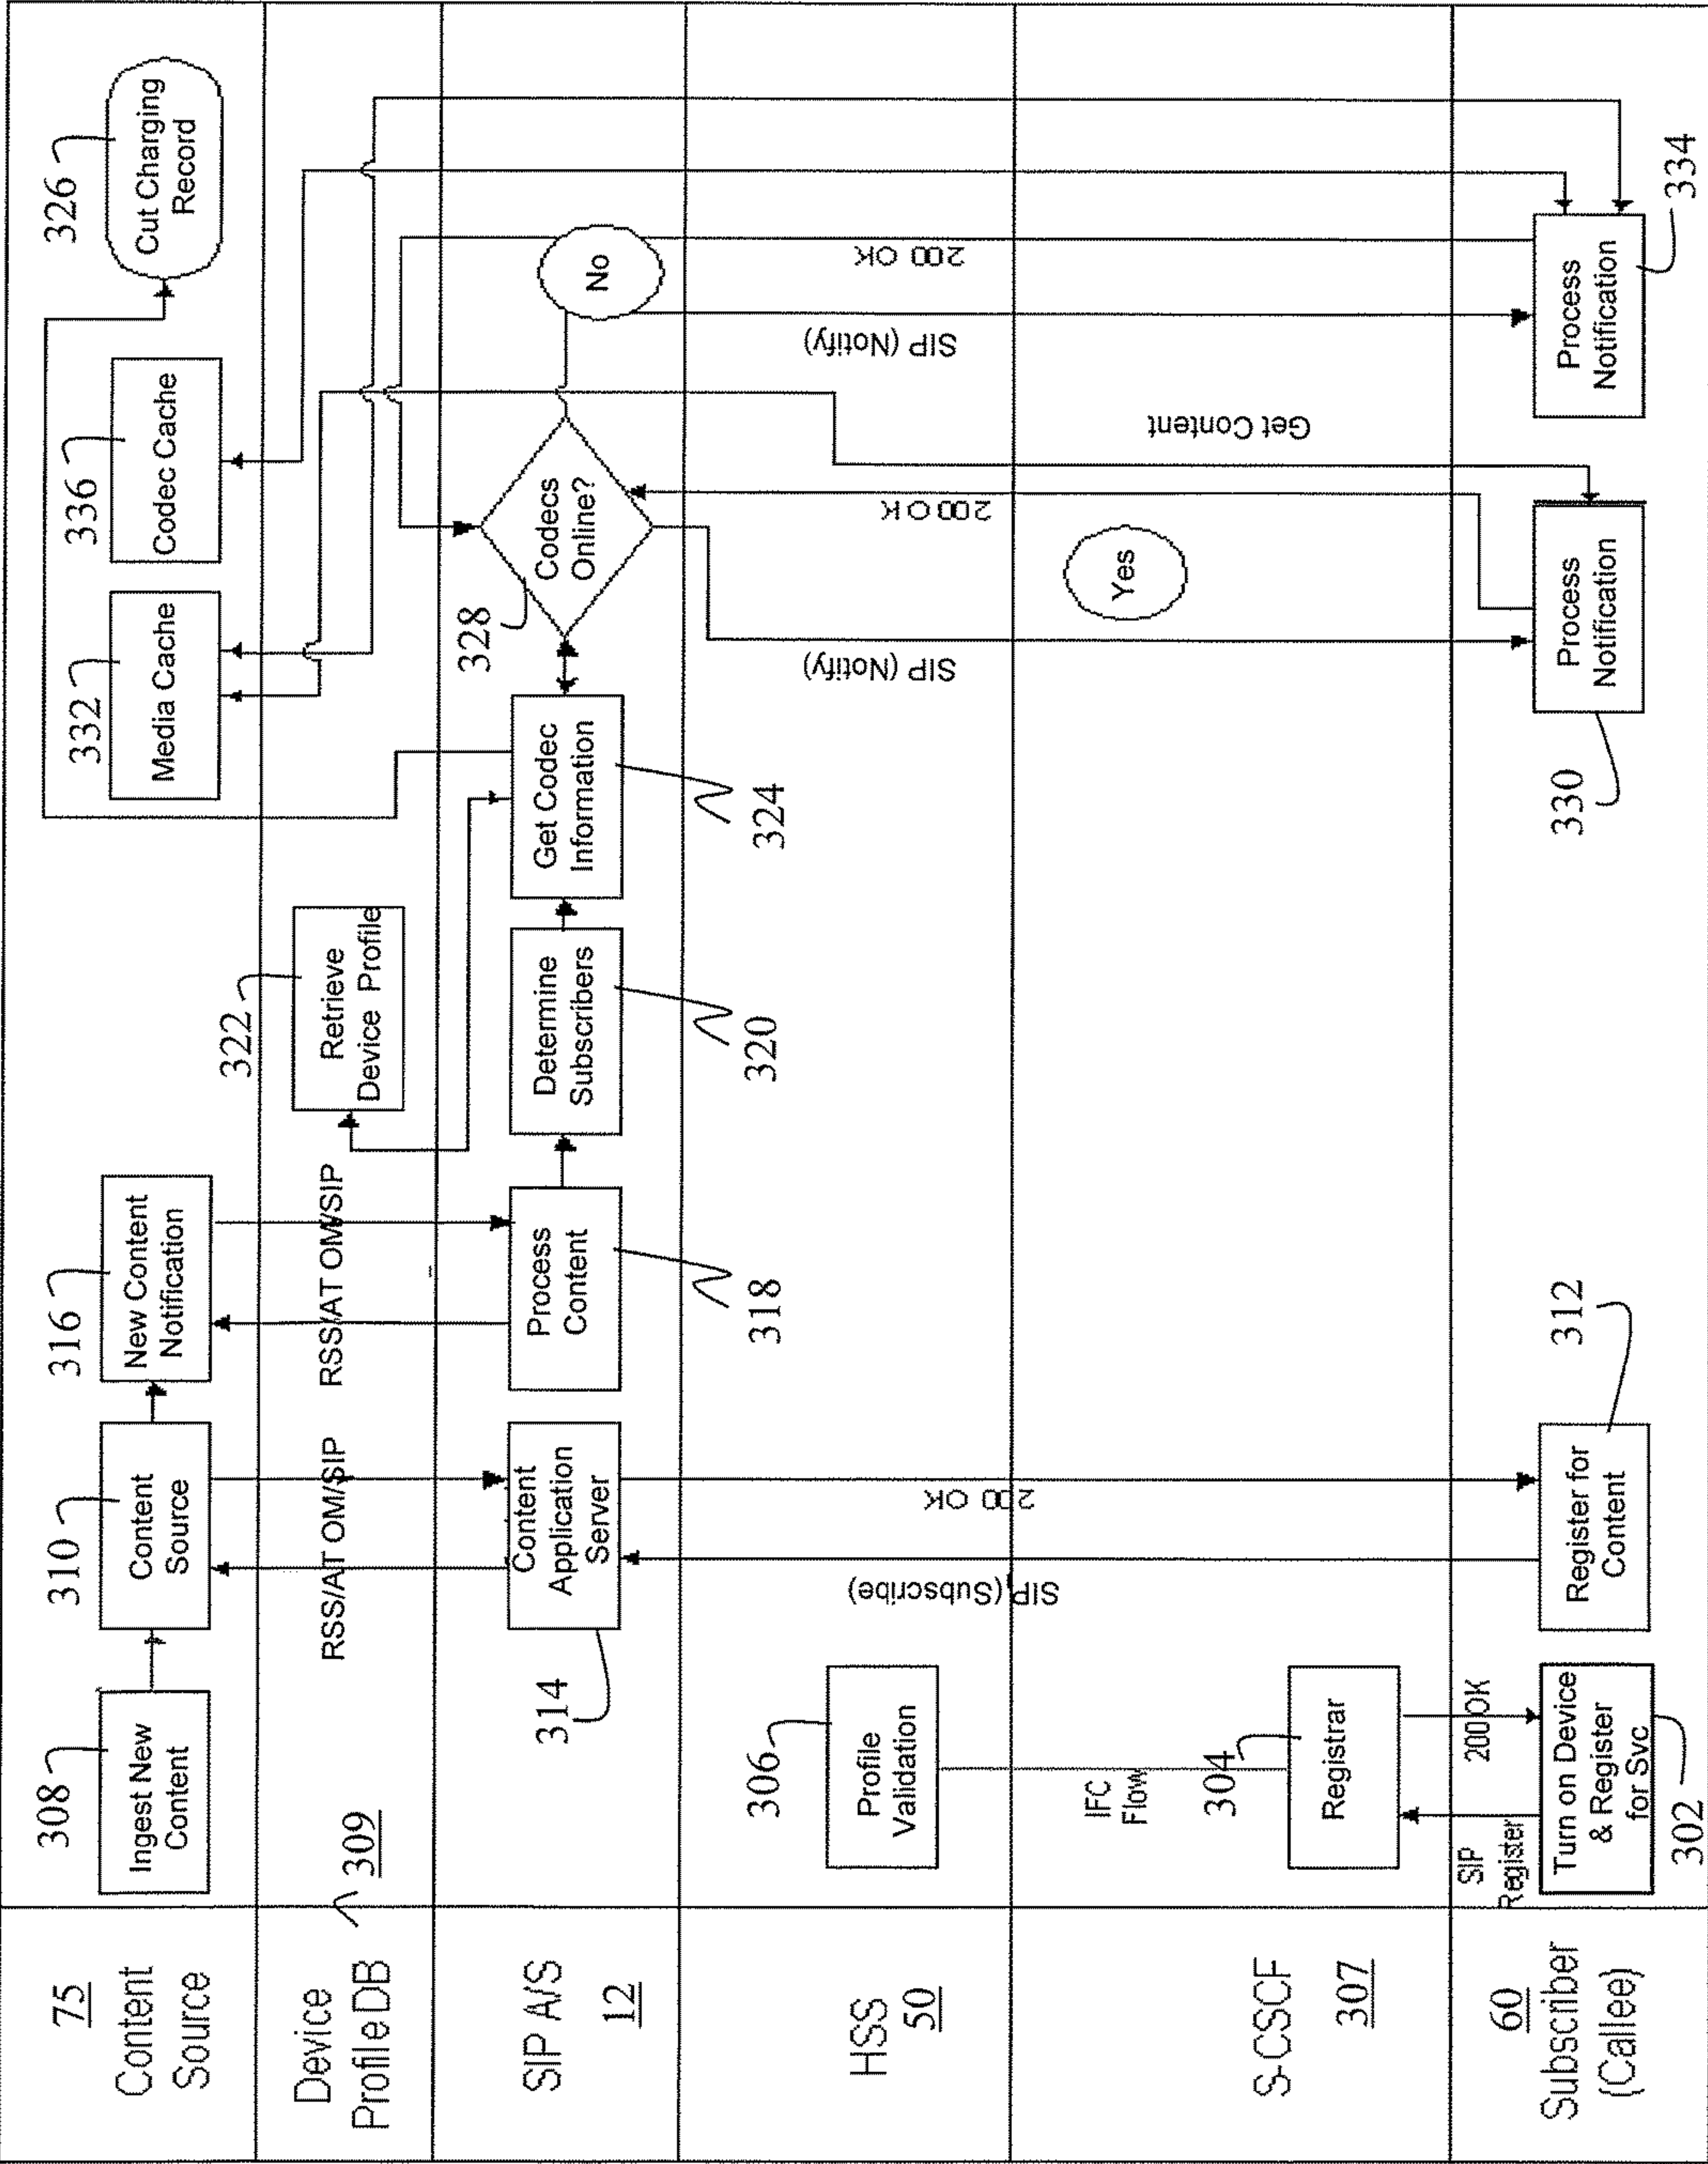 75
Content
Source
308
Ingest New
Content
310
Content
Source
316
New Content
Notification
332
Media Cache
336
Codec Cache
326
Cut Charging
Record
Device
Profile DB
309
RSS/AT OM/SIP
RSS/AT OM/SIP
322
Retrieve
Device Profile
SIP A/S
12
314
Content
Application
Server
Process
Content
318
Determine
Subscribers
320
Get Codec
Information
324
328
Codecs
Online?
No
HSS
50
306
Profile
Validation
SIP (Subscribe)
200 OK
SIP (Notify)
200 OK
SIP (Notify)
200 OK
S-CSCF
307
IFC
Flow
304
Registrar
Yes
Get Content
60
Subscriber
(Callee)
SIP
Register
200 OK
Turn on Device
& Register
for Svc
302
312
Register for
Content
330
Process
Notification
Process
Notification
334